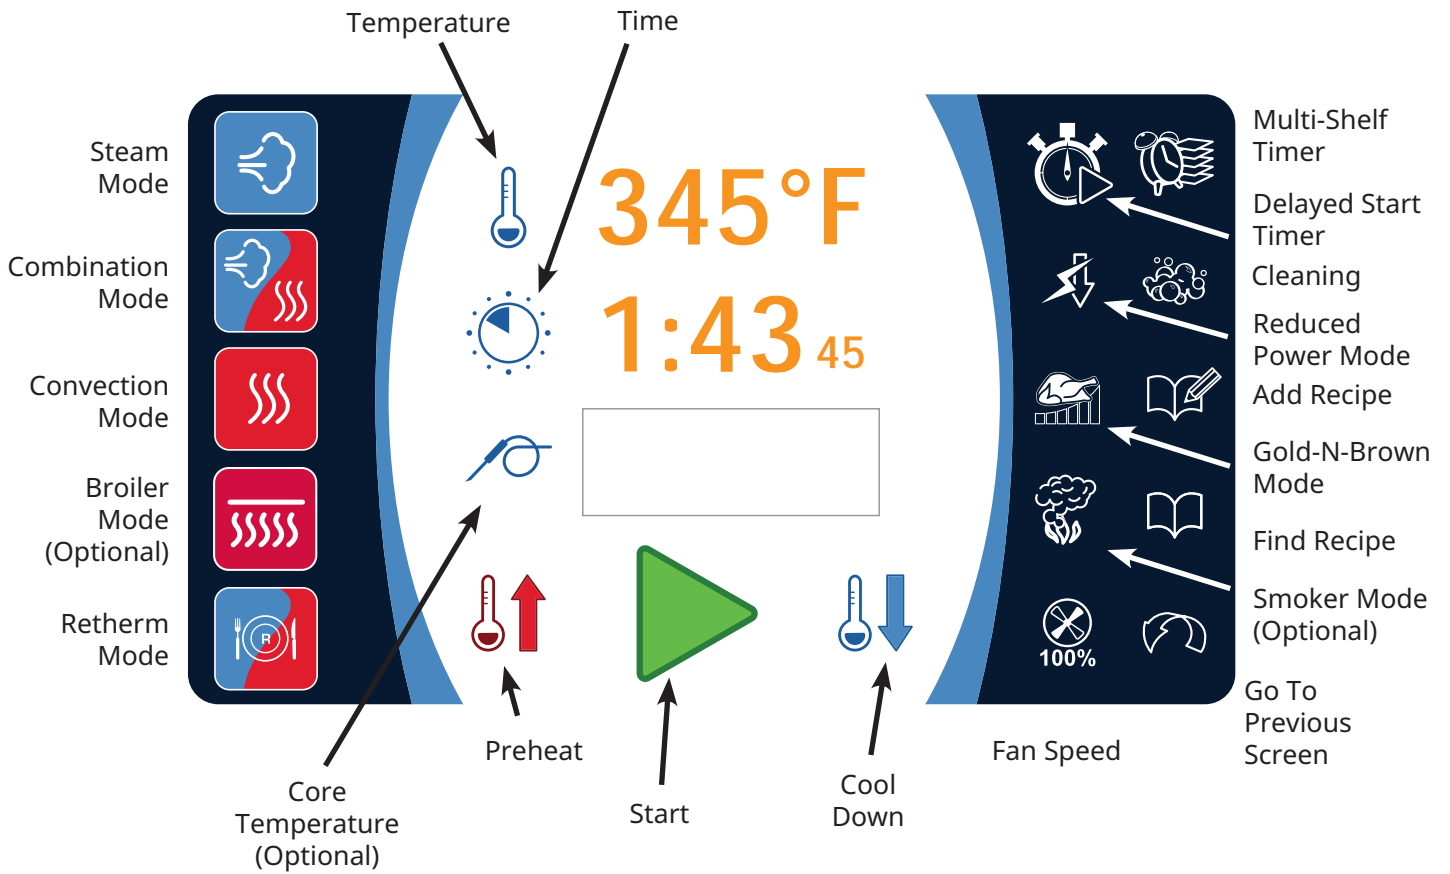 Temperature
Time
Steam
Mode
Combination
Mode
Convection
Mode
Broiler
Mode
(Optional)
Retherm
Mode
R
345°F
1:43 45
100%
Multi-Shelf
Timer
Delayed Start
Timer
Cleaning
Reduced
Power Mode
Add Recipe
Gold-N-Brown
Mode
Find Recipe
Smoker Mode
(Optional)
Go To
Previous
Screen
Fan Speed
Preheat
Core
Temperature
(Optional)
Start
Cool
Down